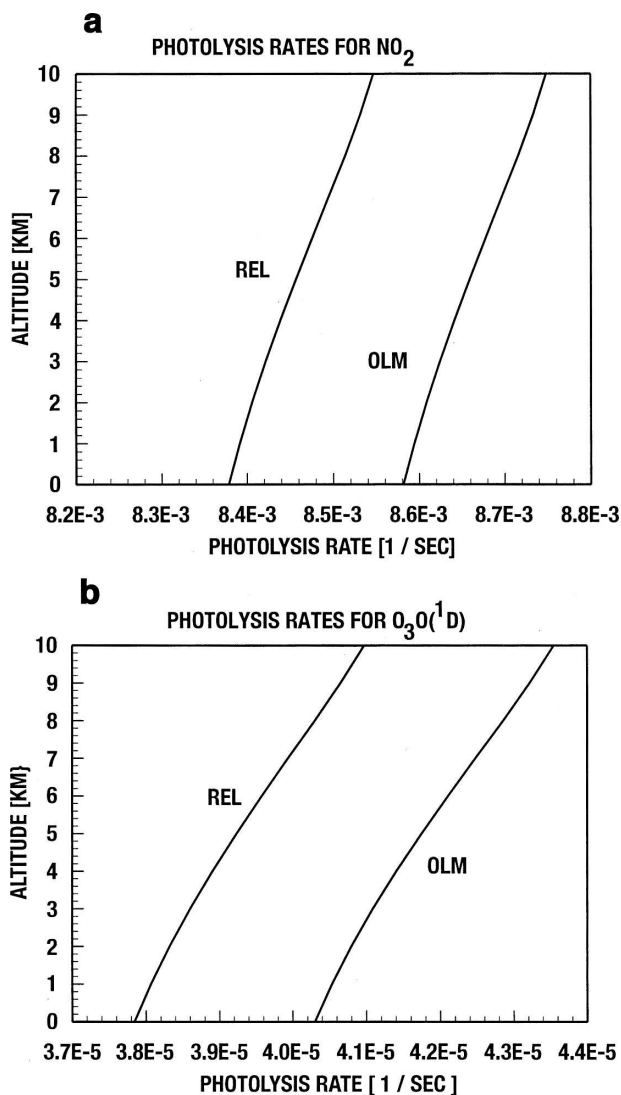 a
PHOTOLYSIS RATES FOR NO2
10
9
8
7
6
5
4
3
2
1
0
ALTITUDE [KM]
REL
OLM
8.2E-3 8.3E-3 8.4E-3 8.5E-3 8.6E-3 8.7E-3 8.8E-3
PHOTOLYSIS RATE [1 / SEC]
b
PHOTOLYSIS RATES FOR O3O(1D)
10
9
8
7
6
5
4
3
2
1
0
ALTITUDE [KM}
REL
OLM
3.7E-5 3.8E-5 3.9E-5 4.0E-5 4.1E-5 4.2E-5 4.3E-5 4.4E-5
PHOTOLYSIS RATE [ 1 / SEC ]